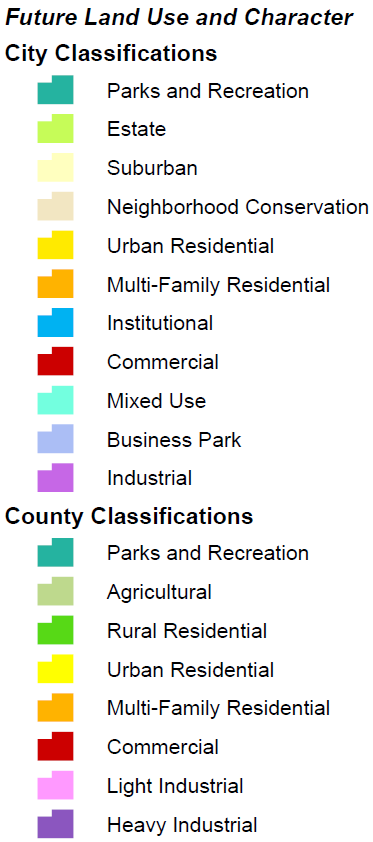 Future Land Use and Character
City Classifications
Parks and Recreation
Estate
Suburban
Neighborhood Conservation
Urban Residential
Multi-Family Residential
Institutional
Commercial
Mixed Use
Business Park
Industrial
County Classifications
Parks and Recreation
Agricultural
Rural Residential
Urban Residential
Multi-Family Residential
Commercial
Light Industrial
Heavy Industrial